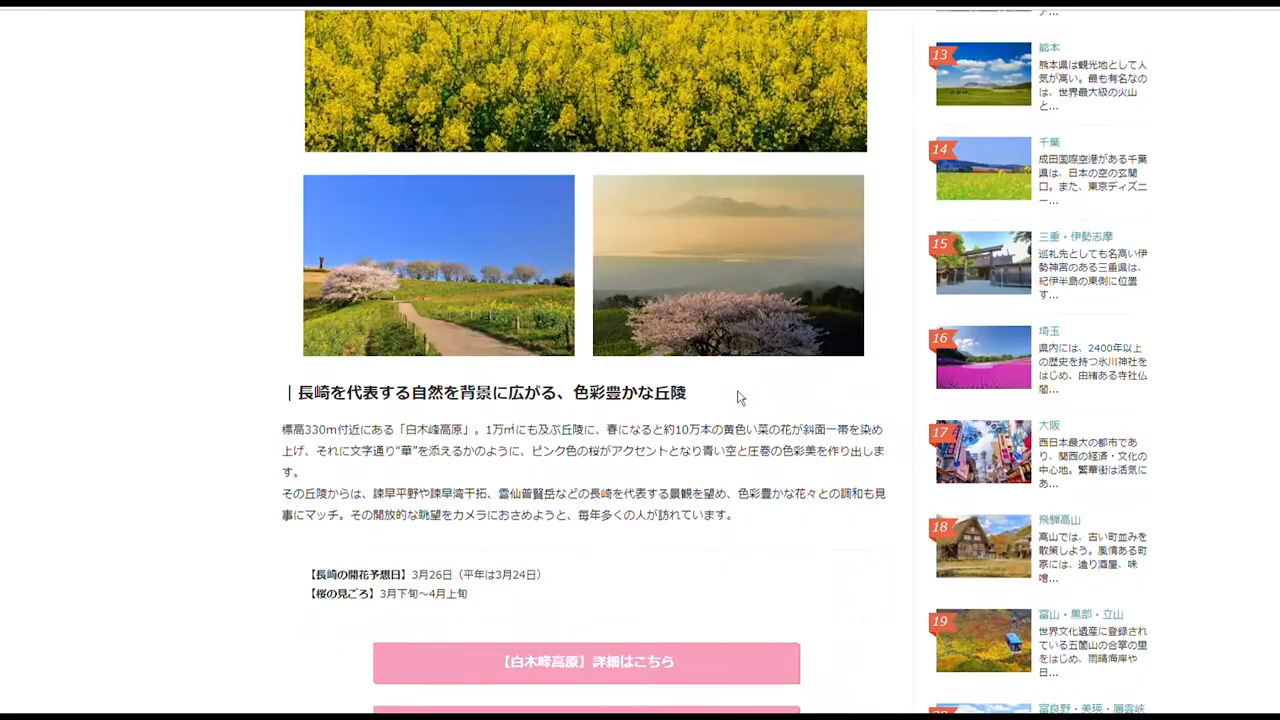 ｜長崎を代表する自然を背景に広がる、色彩豊かな丘陵
標高330m付近にある「白木峰高原」。1万㎡にも及ぶ丘陵に、春になると約10万本の黄色い菜の花が斜面一帯を染め
上げ、それに文字通り“華”を添えるかのように、ピンク色の桜がアクセントとなり青い空と圧巻の色彩美を作り出しま
す。
その丘陵からは、諫早平野や諫早湾干拓、雲仙普賢岳などの長崎を代表する景観を望め、色彩豊かな花々との調和も見
事にマッチ。その開放的な眺望をカメラにおさめようと、毎年多くの人が訪れています。
【長崎の開花予想日】3月26日（平年は3月24日）
【桜の見ごろ】3月下旬～4月上旬
【白木峰高原】詳細はこちら
13
熊本
熊本県は観光地として人
気が高い。最も有名なの
は、世界最大級の火山
と...
14
千葉
成田国際空港がある千葉
県は、日本の空の玄関
口。また、東京ディズニ
ー...
15
三重・伊勢志摩
巡礼先としても名高い伊
勢神宮のある三重県は、
紀伊半島の東側に位置
す...
16
埼玉
県内には、2400年以上
の歴史を持つ氷川神社を
はじめ、由緒ある寺社仏
閣...
17
大阪
西日本最大の都市であ
り、関西の経済・文化の
中心地。繁華街は活気に
あ...
18
飛騨高山
高山では、古い町並みを
散策しよう。風情ある町
家には、造り酒屋、味
噌...
19
富山・黒部・立山
世界文化遺産に登録され
ている五箇山の合掌の里
をはじめ、雨晴海岸や
日...
富良野・美瑛・層雲峡